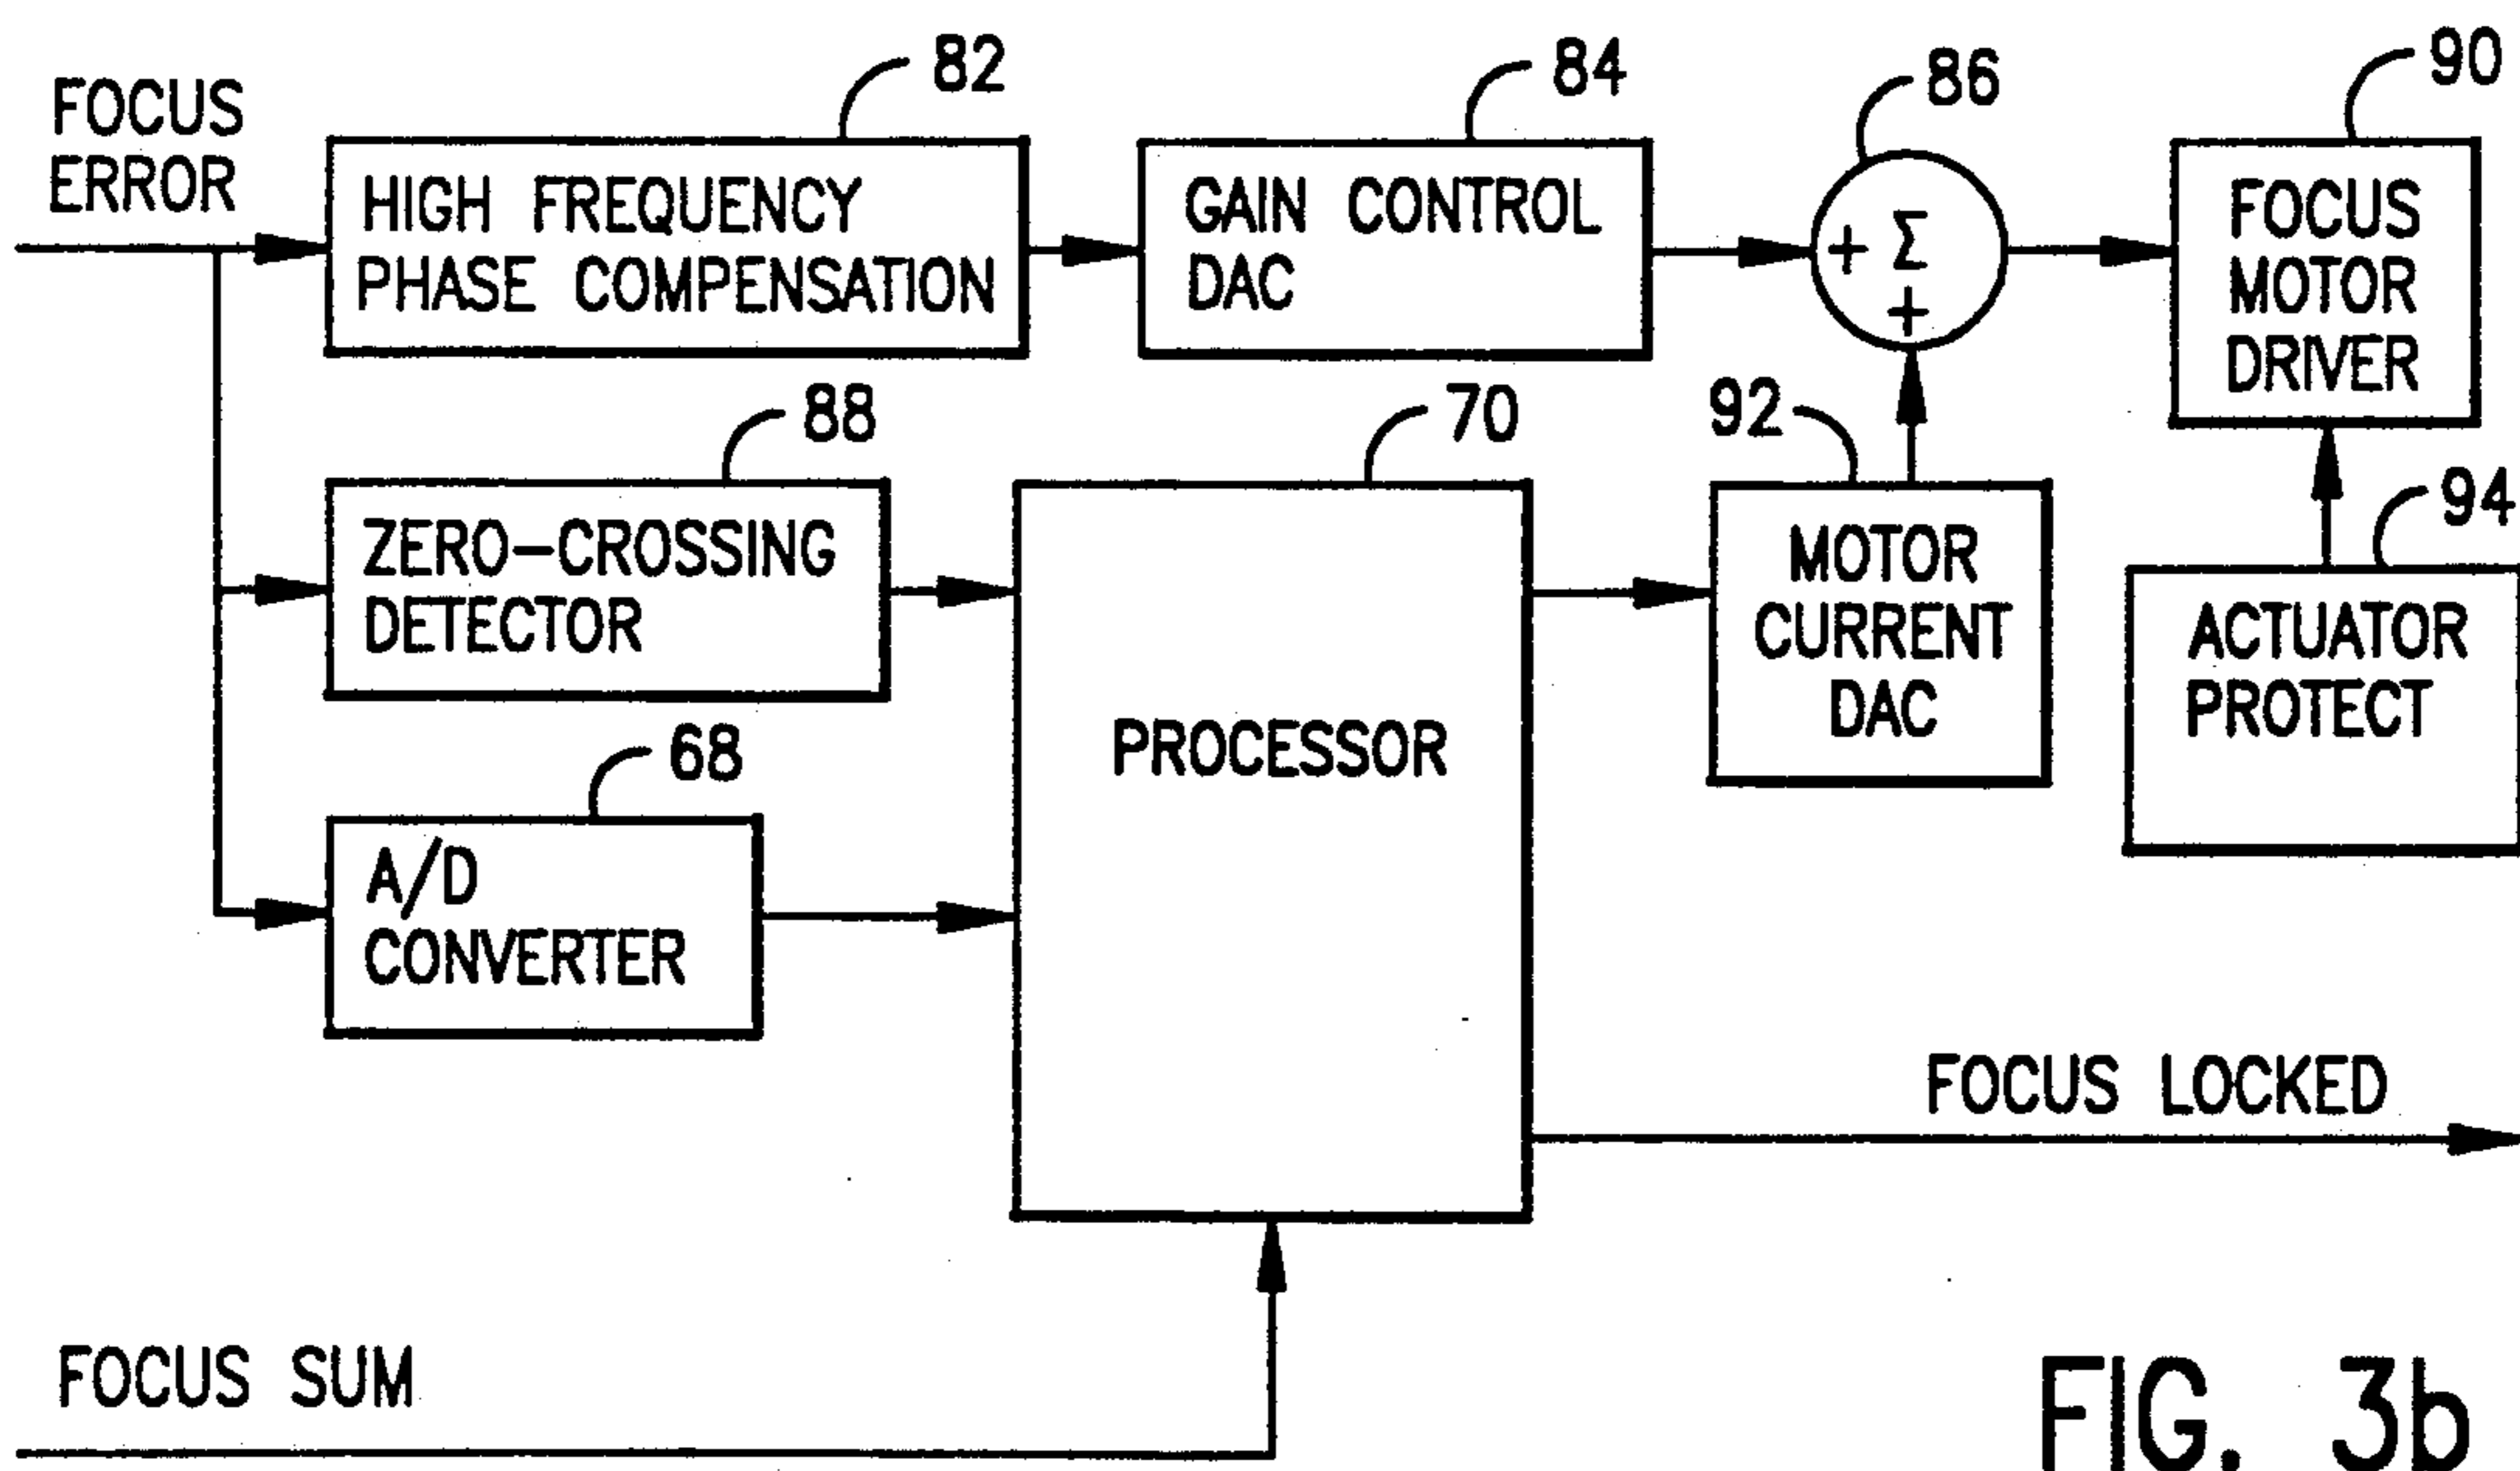 82
84
86
90
FOCUS
ERROR
HIGH FREQUENCY
PHASE COMPENSATION
GAIN CONTROL
DAC
+ Σ
+
FOCUS
MOTOR
DRIVER
88
70
92
94
ZERO-CROSSING
DETECTOR
PROCESSOR
MOTOR
CURRENT
DAC
ACTUATOR
PROTECT
68
A/D
CONVERTER
FOCUS LOCKED
FOCUS SUM
FIG. 3b